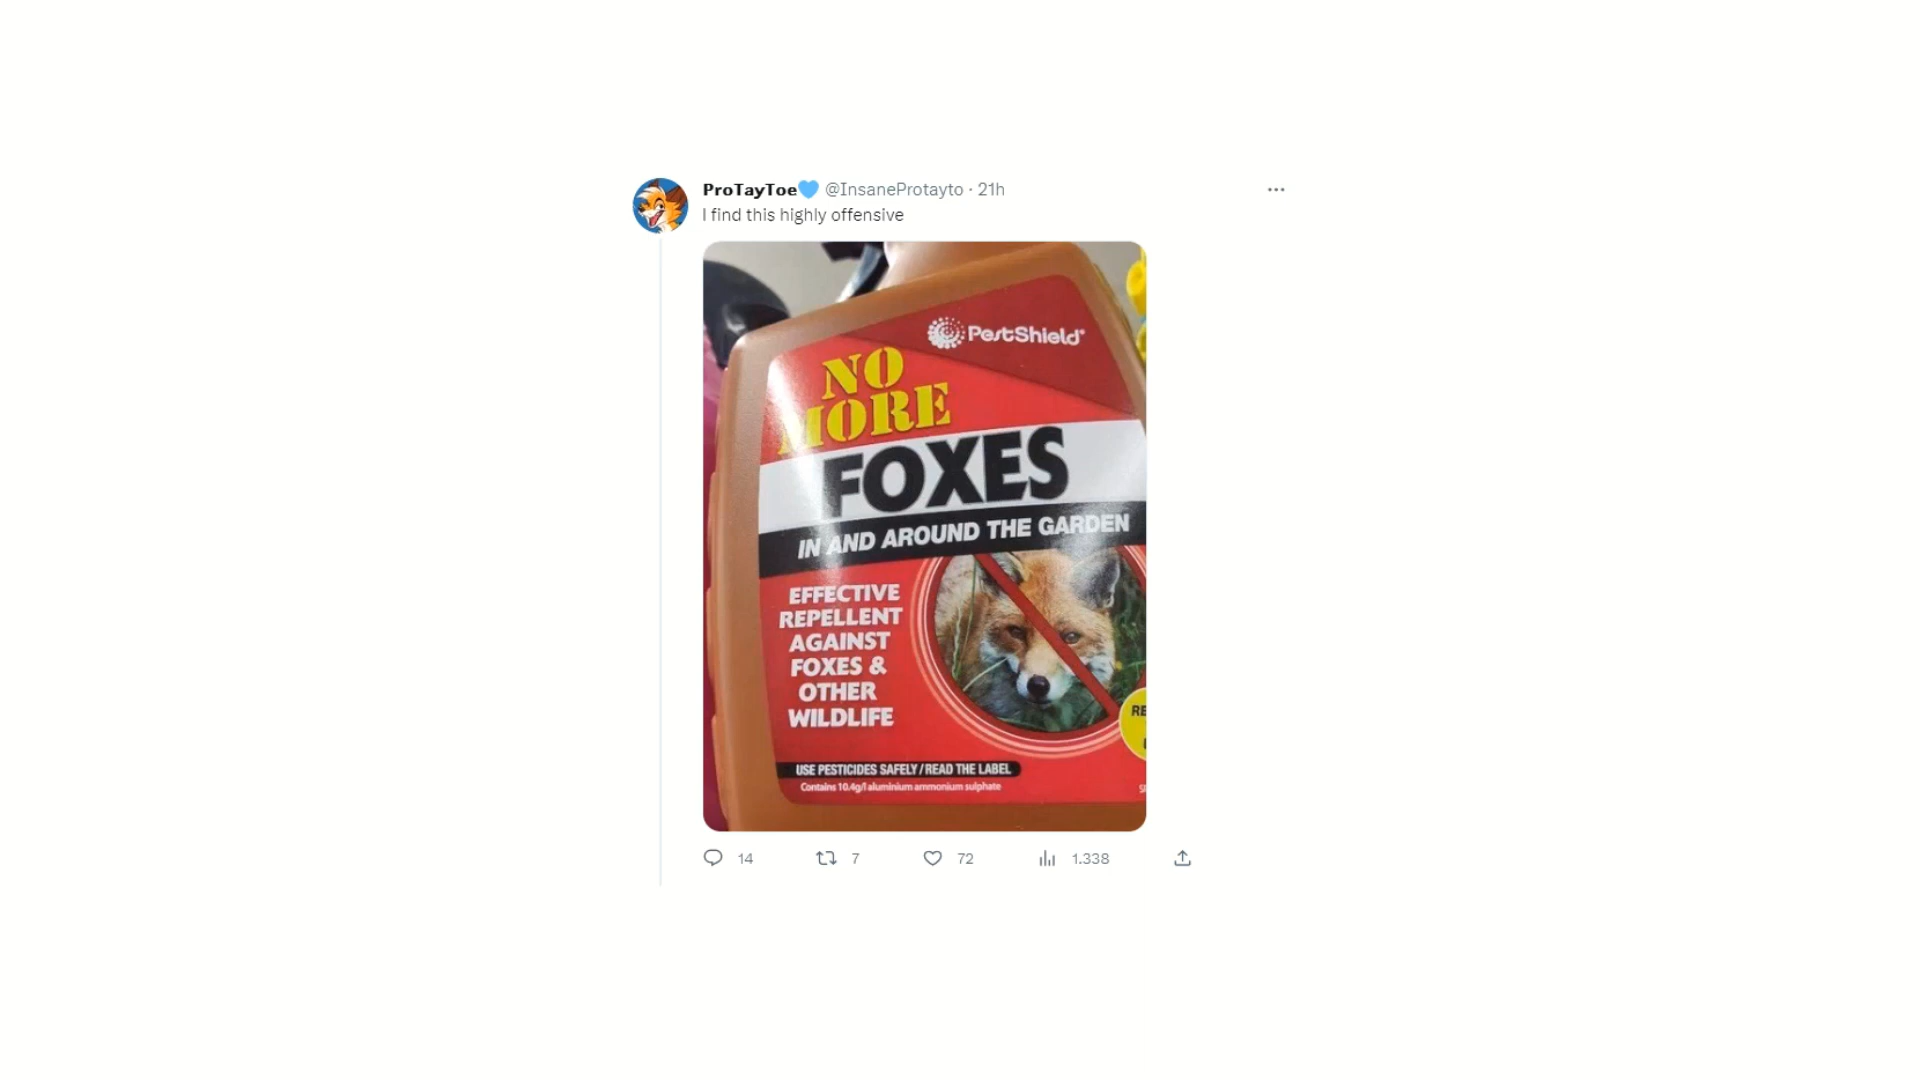 ProTayToe💙 @InsaneProtayto · 21h
I find this highly offensive
PestShield®
NO
MORE
FOXES
IN AND AROUND THE GARDEN
EFFECTIVE
REPELLENT
AGAINST
FOXES &
OTHER
WILDLIFE
RE
USE PESTICIDES SAFELY/READ THE LABEL
Contains 10.4g/l aluminium ammonium sulphate
14 7 72 1.338